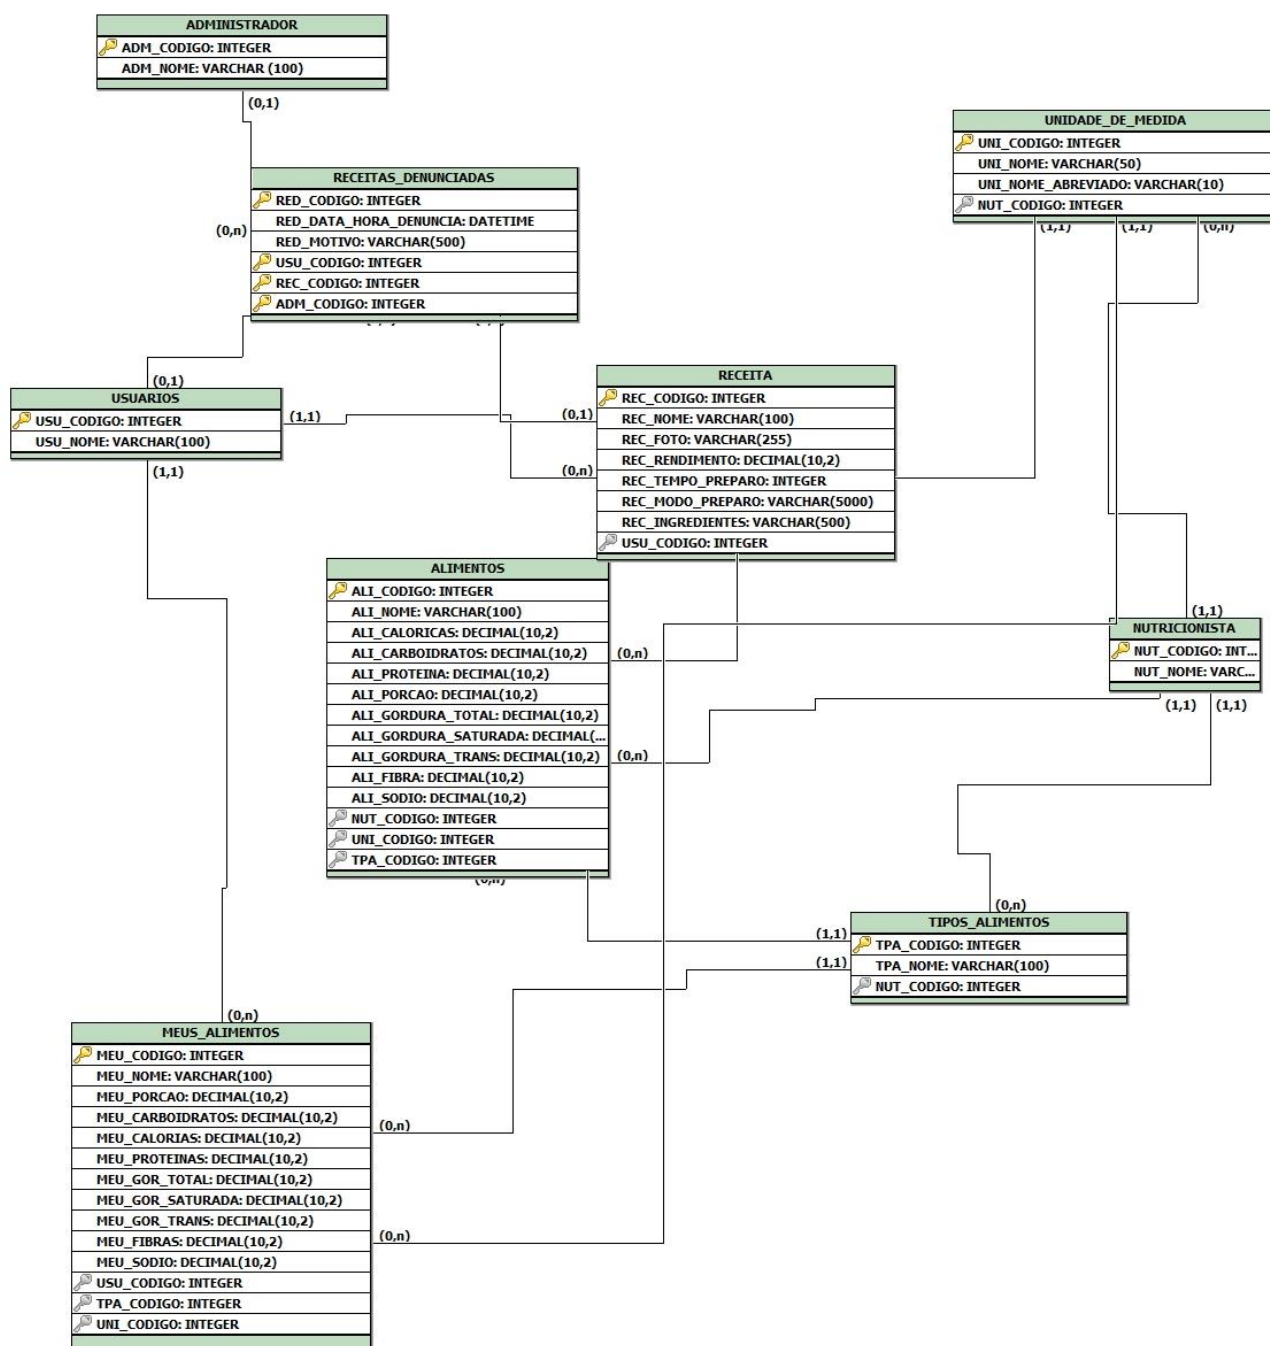 ADMINISTRADOR
ADM_CODIGO: INTEGER
ADM_NOME: VARCHAR (100)
(0,1)
UNIDADE_DE_MEDIDA
UNI_CODIGO: INTEGER
UNI_NOME: VARCHAR(50)
UNI_NOME_ABREVIADO: VARCHAR(10)
NUT_CODIGO: INTEGER
(1,1)
(1,1)
(0,n)
RECEITAS_DENUNCIADAS
RED_CODIGO: INTEGER
RED_DATA_HORA_DENUNCIA: DATETIME
RED_MOTIVO: VARCHAR(500)
USU_CODIGO: INTEGER
REC_CODIGO: INTEGER
ADM_CODIGO: INTEGER
(0,n)
(0,1)
USUARIOS
USU_CODIGO: INTEGER
USU_NOME: VARCHAR(100)
(1,1)
(1,1)
RECEITA
REC_CODIGO: INTEGER
REC_NOME: VARCHAR(100)
REC_FOTO: VARCHAR(255)
REC_RENDIMENTO: DECIMAL(10,2)
REC_TEMPO_PREPARO: INTEGER
REC_MODO_PREPARO: VARCHAR(5000)
REC_INGREDIENTES: VARCHAR(500)
USU_CODIGO: INTEGER
(0,1)
(0,n)
ALIMENTOS
ALI_CODIGO: INTEGER
ALI_NOME: VARCHAR(100)
ALI_CALORICAS: DECIMAL(10,2)
ALI_CARBOIDRATOS: DECIMAL(10,2)
ALI_PROTEINA: DECIMAL(10,2)
ALI_PORCAO: DECIMAL(10,2)
ALI_GORDURA_TOTAL: DECIMAL(10,2)
ALI_GORDURA_SATURADA: DECIMAL(...
ALI_GORDURA_TRANS: DECIMAL(10,2)
ALI_FIBRA: DECIMAL(10,2)
ALI_SODIO: DECIMAL(10,2)
NUT_CODIGO: INTEGER
UNI_CODIGO: INTEGER
TPA_CODIGO: INTEGER
(0,n)
(0,n)
(0,n)
(1,1)
NUTRICIONISTA
NUT_CODIGO: INT...
NUT_NOME: VARC...
(1,1)
(1,1)
(0,n)
TIPOS_ALIMENTOS
TPA_CODIGO: INTEGER
TPA_NOME: VARCHAR(100)
NUT_CODIGO: INTEGER
(1,1)
(1,1)
(0,n)
MEUS_ALIMENTOS
MEU_CODIGO: INTEGER
MEU_NOME: VARCHAR(100)
MEU_PORCAO: DECIMAL(10,2)
MEU_CARBOIDRATOS: DECIMAL(10,2)
MEU_CALORIAS: DECIMAL(10,2)
MEU_PROTEINAS: DECIMAL(10,2)
MEU_GOR_TOTAL: DECIMAL(10,2)
MEU_GOR_SATURADA: DECIMAL(10,2)
MEU_GOR_TRANS: DECIMAL(10,2)
MEU_FIBRAS: DECIMAL(10,2)
MEU_SODIO: DECIMAL(10,2)
USU_CODIGO: INTEGER
TPA_CODIGO: INTEGER
UNI_CODIGO: INTEGER
(0,n)
(0,n)